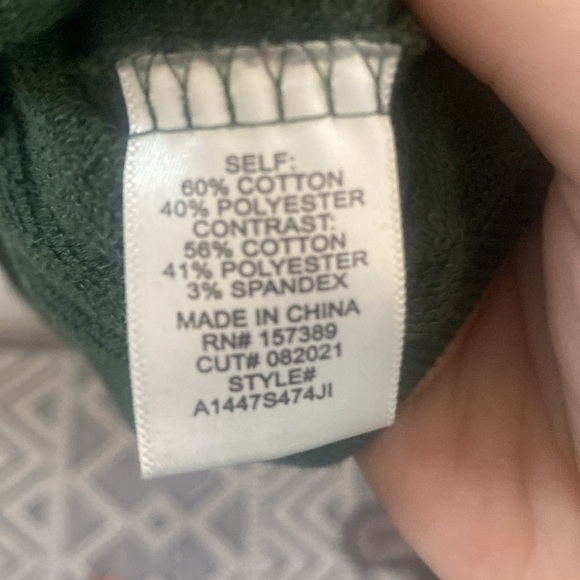 SELF:
60% COTTON
40% POLYESTER
CONTRAST:
56% COTTON
41% POLYESTER
3% SPANDEX
MADE IN CHINA
RN# 157389
CUT# 082021
STYLE#
A1447S474JI